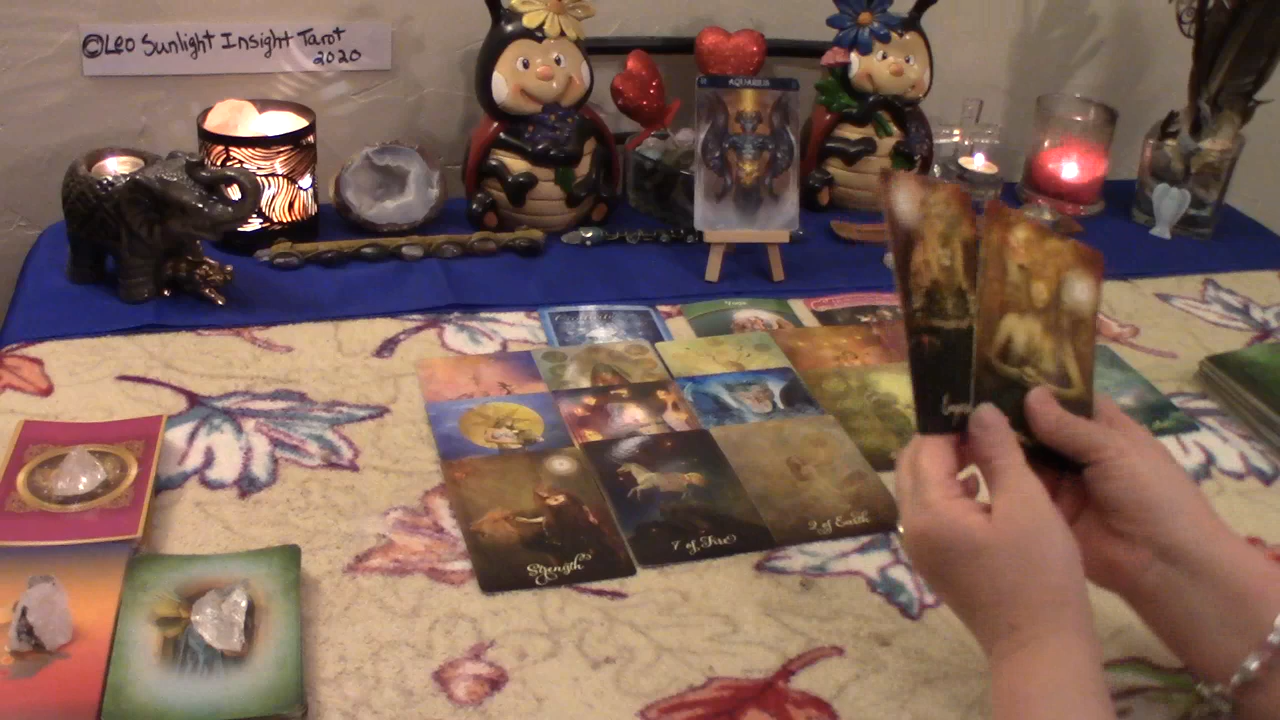 ©Leo Sunlight Insight Tarot
2020
AQUARIUS
Strength
7 of Fire
2 of Earth